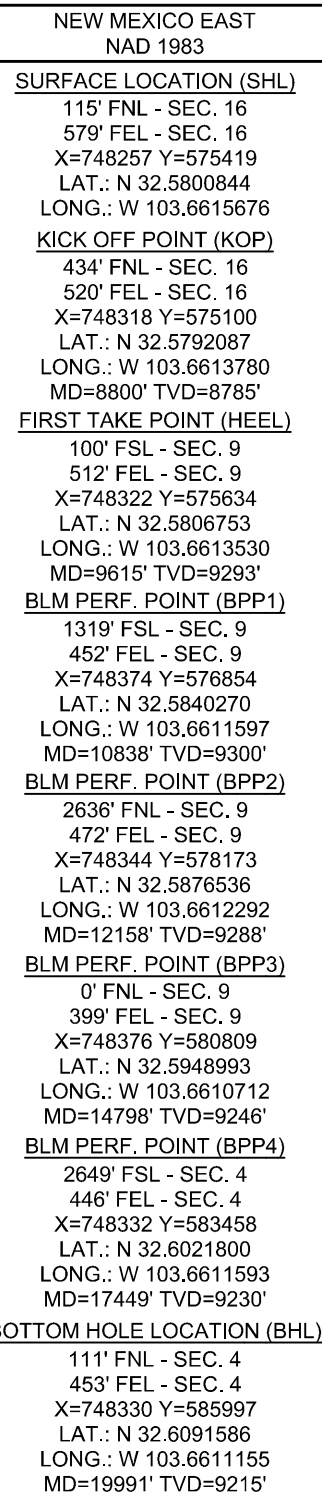 NEW MEXICO EAST
NAD 1983
SURFACE LOCATION (SHL)
115' FNL - SEC. 16
579' FEL - SEC. 16
X=748257 Y=575419
LAT.: N 32.5800844
LONG.: W 103.6615676
KICK OFF POINT (KOP)
434' FNL - SEC. 16
520' FEL - SEC. 16
X=748318 Y=575100
LAT.: N 32.5792087
LONG.: W 103.6613780
MD=8800' TVD=8785'
FIRST TAKE POINT (HEEL)
100' FSL - SEC. 9
512' FEL - SEC. 9
X=748322 Y=575634
LAT.: N 32.5806753
LONG.: W 103.6613530
MD=9615' TVD=9293'
BLM PERF. POINT (BPP1)
1319' FSL - SEC. 9
452' FEL - SEC. 9
X=748374 Y=576854
LAT.: N 32.5840270
LONG.: W 103.6611597
MD=10838' TVD=9300'
BLM PERF. POINT (BPP2)
2636' FNL - SEC. 9
472' FEL - SEC. 9
X=748344 Y=578173
LAT.: N 32.5876536
LONG.: W 103.6612292
MD=12158' TVD=9288'
BLM PERF. POINT (BPP3)
0' FNL - SEC. 9
399' FEL - SEC. 9
X=748376 Y=580809
LAT.: N 32.5948993
LONG.: W 103.6610712
MD=14798' TVD=9246'
BLM PERF. POINT (BPP4)
2649' FSL - SEC. 4
446' FEL - SEC. 4
X=748332 Y=583458
LAT.: N 32.6021800
LONG.: W 103.6611593
MD=17449' TVD=9230'
BOTTOM HOLE LOCATION (BHL)
111' FNL - SEC. 4
453' FEL - SEC. 4
X=748330 Y=585997
LAT.: N 32.6091586
LONG.: W 103.6611155
MD=19991' TVD=9215'